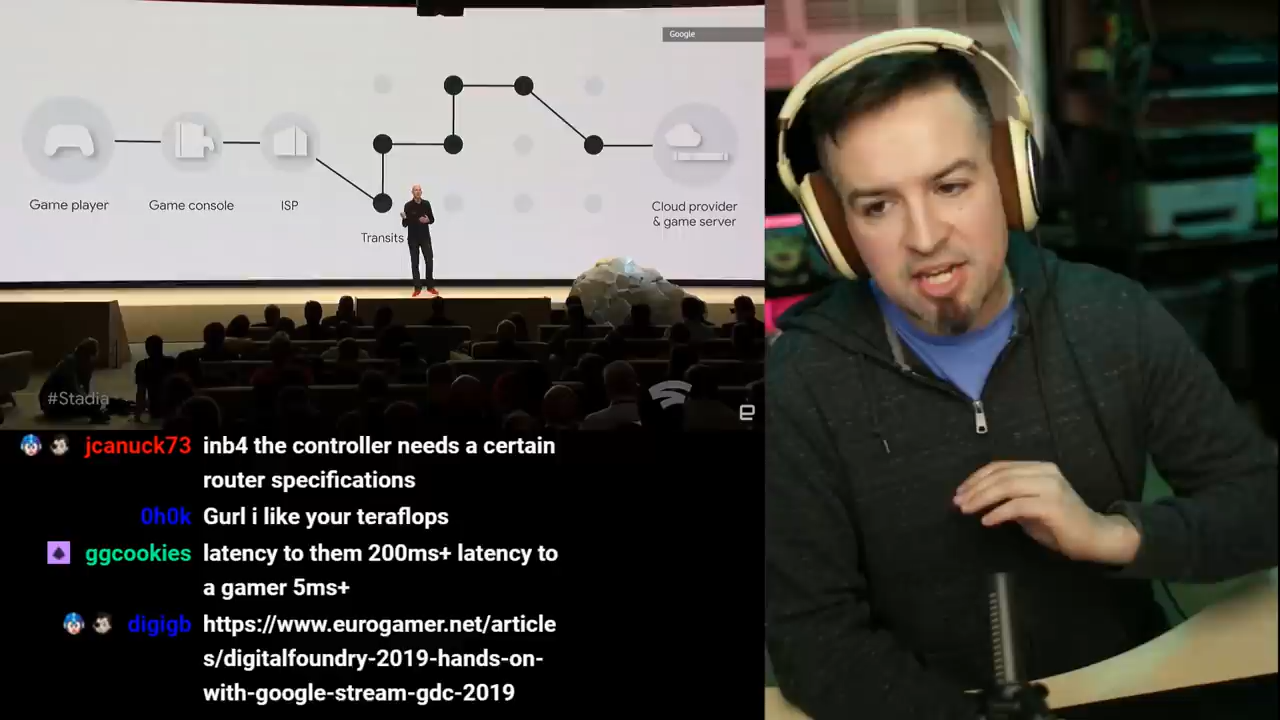 Google
Game player
Game console
ISP
Transits
Cloud provider
& game server
#Stadia
jcanuck73 inb4 the controller needs a certain
router specifications
0h0k Gurl i like your teraflops
ggcookies latency to them 200ms+ latency to
a gamer 5ms+
digigb https://www.eurogamer.net/article
s/digitalfoundry-2019-hands-on-
with-google-stream-gdc-2019